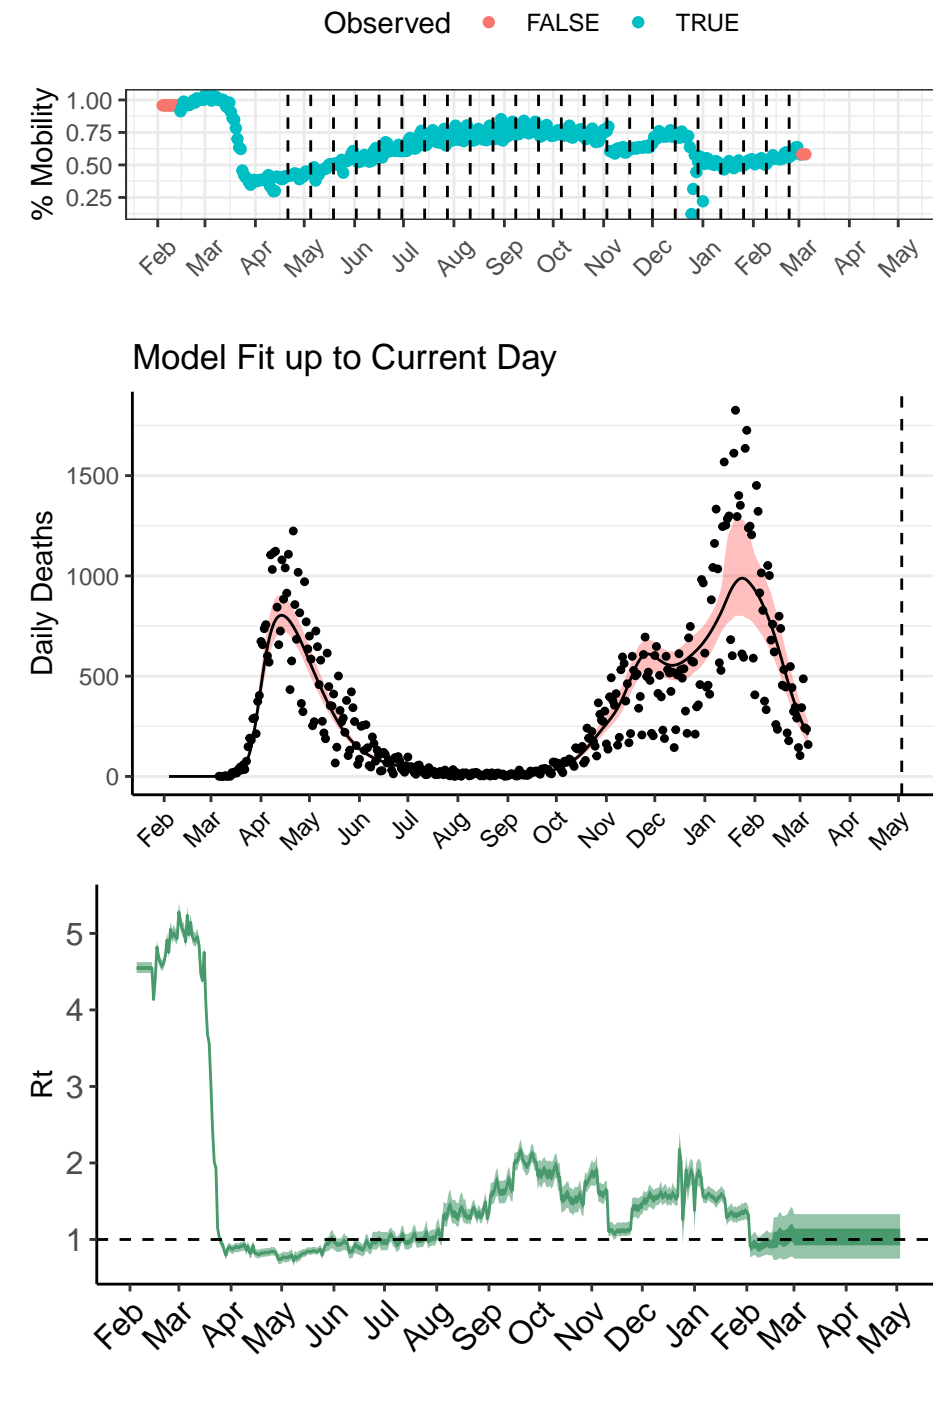 Observed FALSE TRUE
% Mobility
1.00
0.75
0.50
0.25
Feb Mar Apr May Jun Jul Aug Sep Oct Nov Dec Jan Feb Mar Apr May
Model Fit up to Current Day
Daily Deaths
1500
1000
500
0
Feb Mar Apr May Jun Jul Aug Sep Oct Nov Dec Jan Feb Mar Apr May
Rt
5
4
3
2
1
Feb Mar Apr May Jun Jul Aug Sep Oct Nov Dec Jan Feb Mar Apr May